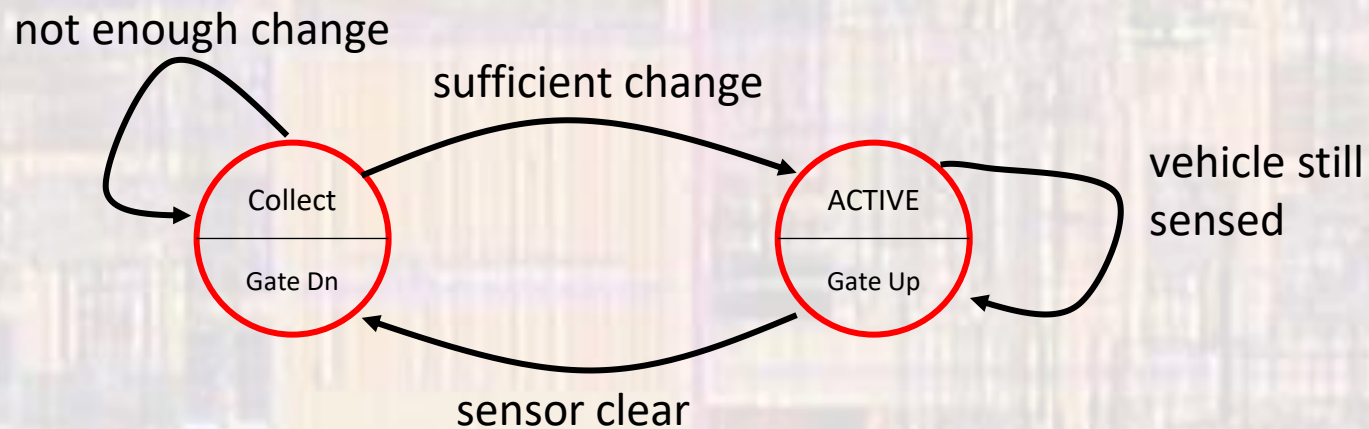 not enough change
sufficient change
vehicle still
sensed
Collect
Gate Dn
ACTIVE
Gate Up
sensor clear